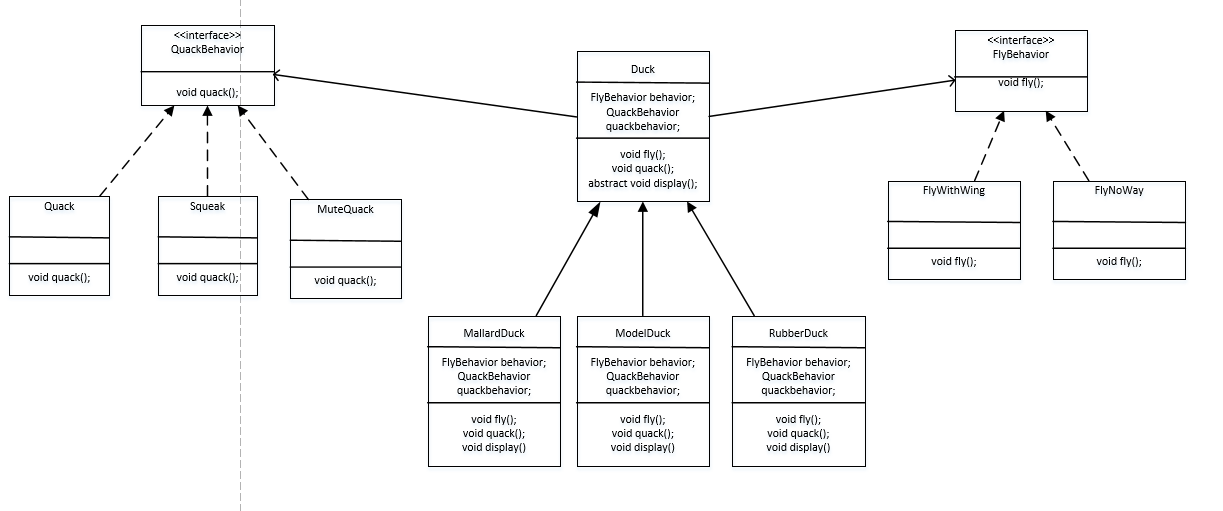 <<interface>>
QuackBehavior
void quack();
Duck
FlyBehavior behavior;
QuackBehavior
quackbehavior;
void fly();
void quack();
abstract void display();
<<interface>>
FlyBehavior
void fly();
Quack
void quack();
Squeak
void quack();
MuteQuack
void quack();
FlyWithWing
void fly();
FlyNoWay
void fly();
MallardDuck
FlyBehavior behavior;
QuackBehavior
quackbehavior;
void fly();
void quack();
void display()
ModelDuck
FlyBehavior behavior;
QuackBehavior
quackbehavior;
void fly();
void quack();
void display()
RubberDuck
FlyBehavior behavior;
QuackBehavior
quackbehavior;
void fly();
void quack();
void display()